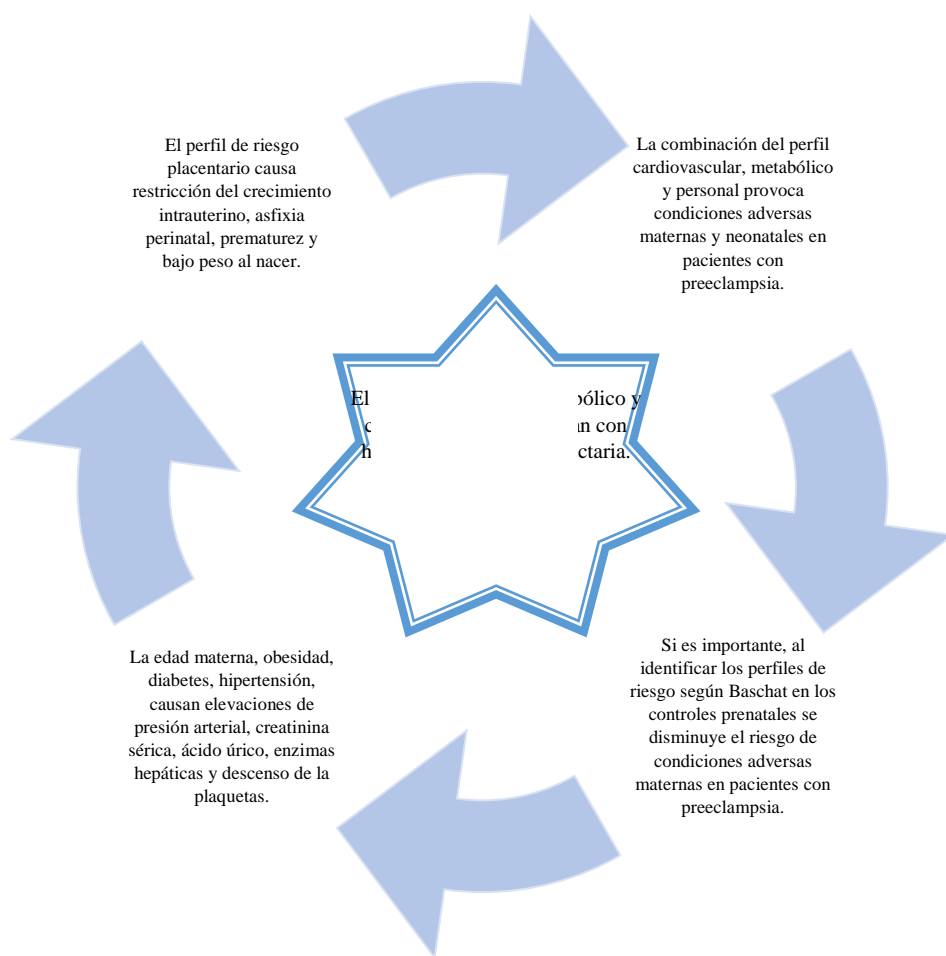 El perfil de riesgo
placentario causa
restricción del crecimiento
intrauterino, asfixia
perinatal, prematurez y
bajo peso al nacer.
La combinación del perfil
cardiovascular, metabólico
y personal provoca
condiciones adversas
maternas y neonatales en
pacientes con
preeclampsia.
El y
con
La edad materna, obesidad,
diabetes, hipertensión,
causan elevaciones de
presión arterial, creatinina
sérica, ácido úrico, enzimas
hepáticas y descenso de la
plaquetas.
Si es importante, al
identificar los perfiles de
riesgo según Baschat en los
controles prenatales se
disminuye el riesgo de
condiciones adversas
maternas en pacientes con
preeclampsia.